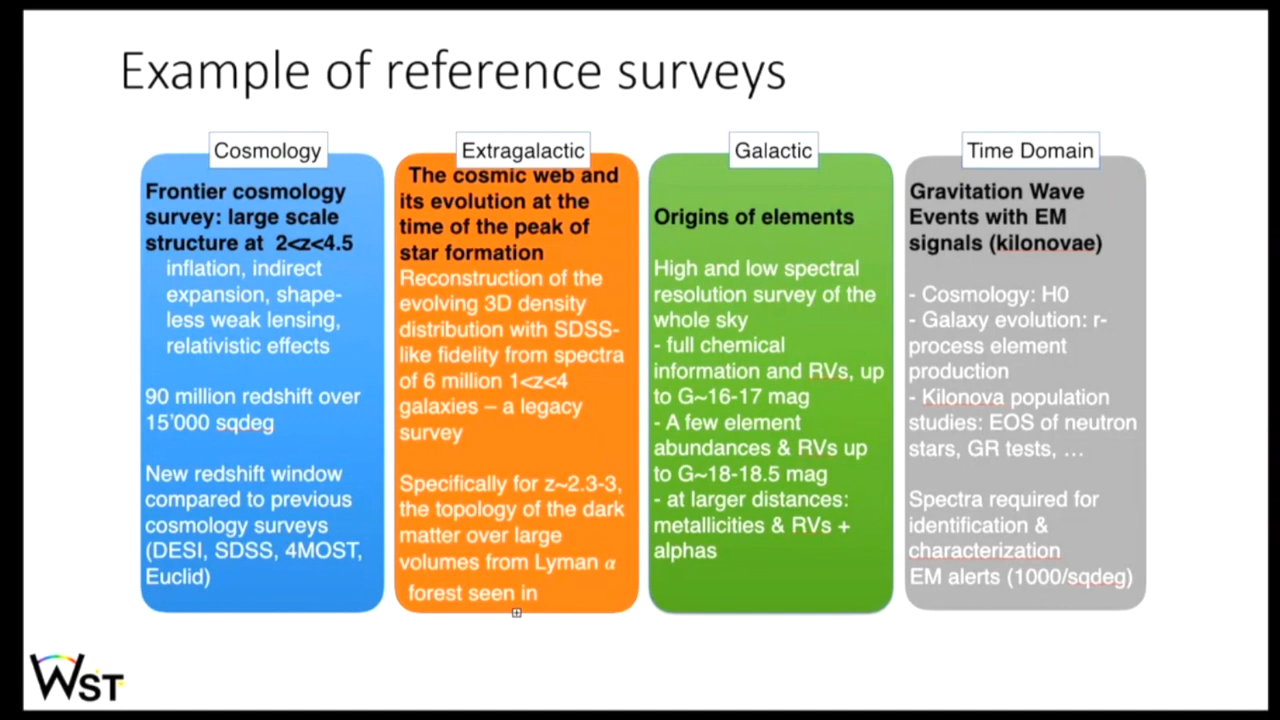 Example of reference surveys
Cosmology
Frontier cosmology
survey: large scale
structure at 2<z<4.5
inflation, indirect
expansion, shape-
less weak lensing,
relativistic effects
90 million redshift over
15’000 sqdeg
New redshift window
compared to previous
cosmology surveys
(DESI, SDSS, 4MOST,
Euclid)
Extragalactic
The cosmic web and
its evolution at the
time of the peak of
star formation
Reconstruction of the
evolving 3D density
distribution with SDSS-
like fidelity from spectra
of 6 million 1<z<4
galaxies – a legacy
survey
Specifically for z~2.3-3,
the topology of the dark
matter over large
volumes from Lyman α
forest seen in
Galactic
Origins of elements
High and low spectral
resolution survey of the
whole sky
- full chemical
information and RVs, up
to G~16-17 mag
- A few element
abundances & RVs up
to G~18-18.5 mag
- at larger distances:
metallicities & RVs +
alphas
Time Domain
Gravitation Wave
Events with EM
signals (kilonovae)
- Cosmology: H0
- Galaxy evolution: r-
process element
production
- Kilonova population
studies: EOS of neutron
stars, GR tests, …
Spectra required for
identification &
characterization
EM alerts (1000/sqdeg)
WST